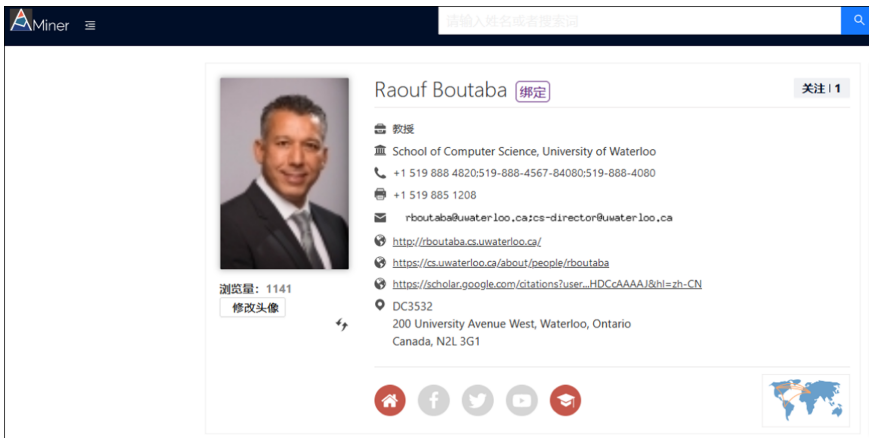 AMiner
请输入姓名或者搜索词
Raouf Boutaba 绑定
关注 | 1
教授
School of Computer Science, University of Waterloo
+1 519 888 4820;519-888-4567-84080;519-888-4080
+1 519 885 1208
rboutaba@uwaterloo.ca;cs-director@uwaterloo.ca
http://rboutaba.cs.uwaterloo.ca/
https://cs.uwaterloo.ca/about/people/rboutaba
https://scholar.google.com/citations?user...HDCcAAAAJ&hl=zh-CN
DC3532
200 University Avenue West, Waterloo, Ontario
Canada, N2L 3G1
浏览量：1141
修改头像